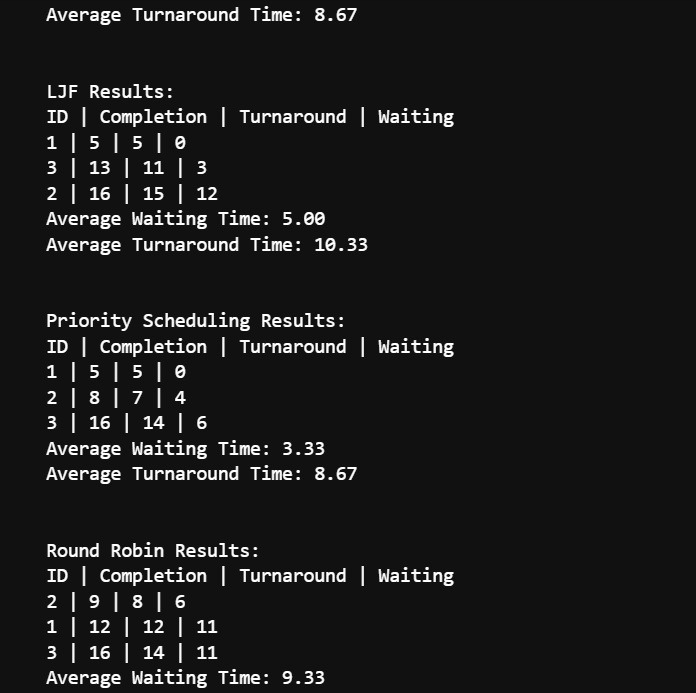 Average Turnaround Time: 8.67
LJF Results:
ID | Completion | Turnaround | Waiting
1 | 5 | 5 | 0
3 | 13 | 11 | 3
2 | 16 | 15 | 12
Average Waiting Time: 5.00
Average Turnaround Time: 10.33
Priority Scheduling Results:
ID | Completion | Turnaround | Waiting
1 | 5 | 5 | 0
2 | 8 | 7 | 4
3 | 16 | 14 | 6
Average Waiting Time: 3.33
Average Turnaround Time: 8.67
Round Robin Results:
ID | Completion | Turnaround | Waiting
2 | 9 | 8 | 6
1 | 12 | 12 | 11
3 | 16 | 14 | 11
Average Waiting Time: 9.33